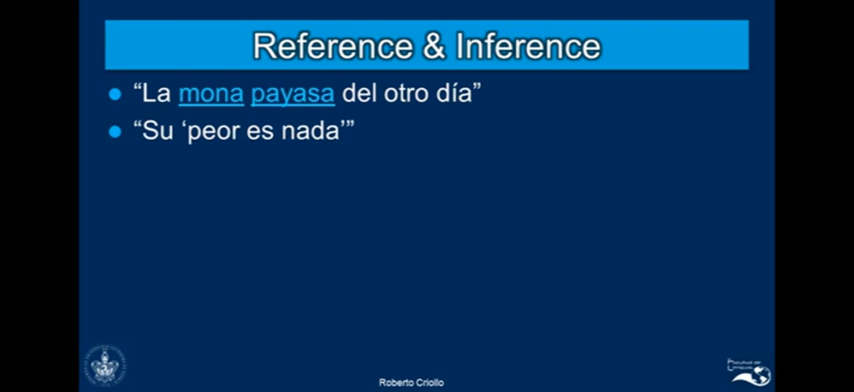 Reference & Inference
“La mona payasa del otro día”
“Su ‘peor es nada’”
Roberto Criollo